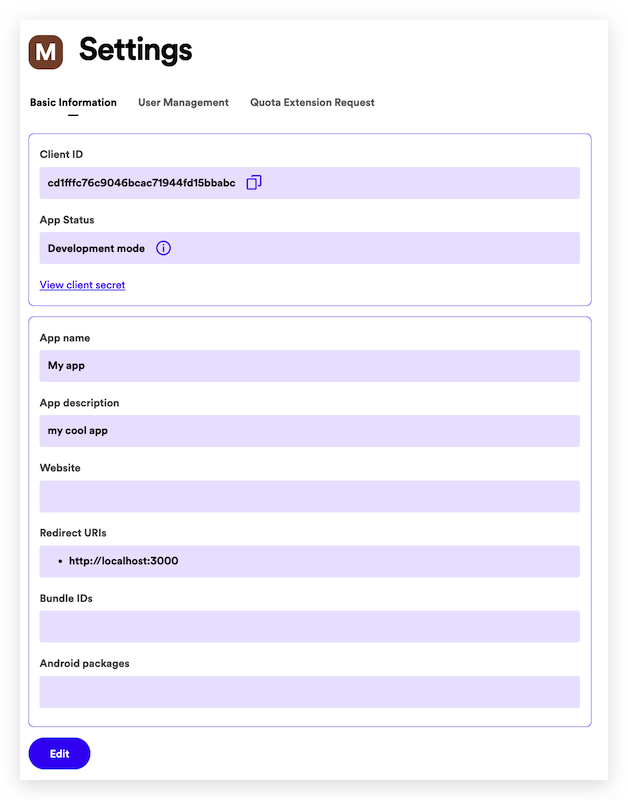 M Settings
Basic Information User Management Quota Extension Request
Client ID
cd1fffc76c9046bcac71944fd15bbabc
App Status
Development mode
View client secret
App name
My app
App description
my cool app
Website
Redirect URIs
• http://localhost:3000
Bundle IDs
Android packages
Edit